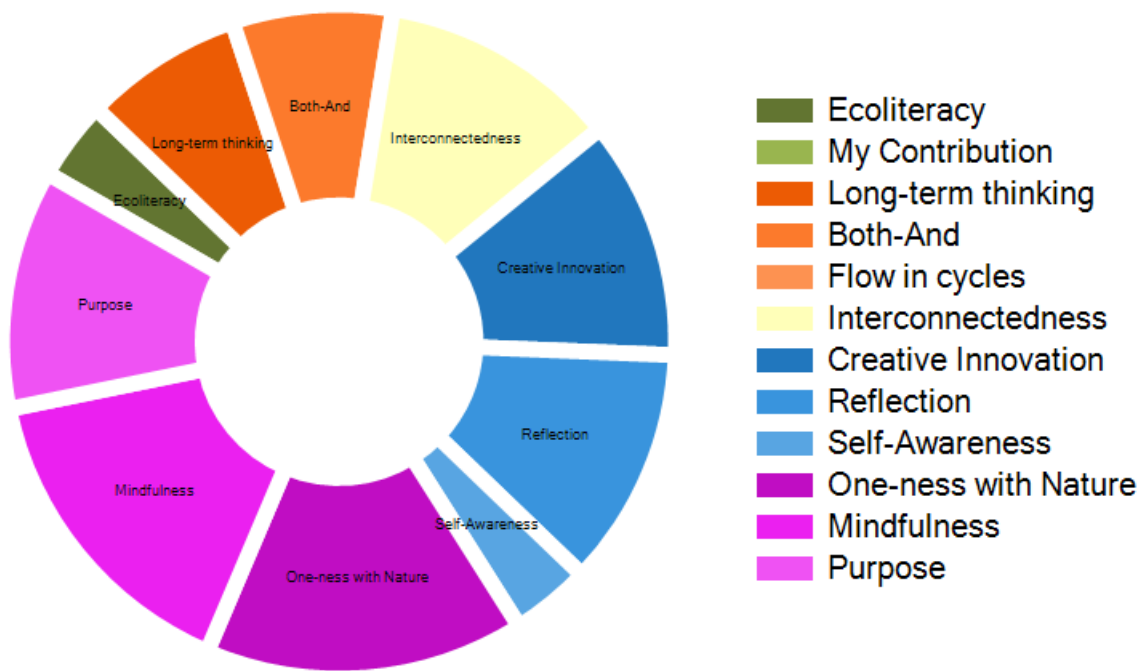 Both-And
Long-term thinking
Interconnectedness
Ecoliteracy
Creative Innovation
Purpose
Reflection
Mindfulness
Self-Awareness
One-ness with Nature
Ecoliteracy
My Contribution
Long-term thinking
Both-And
Flow in cycles
Interconnectedness
Creative Innovation
Reflection
Self-Awareness
One-ness with Nature
Mindfulness
Purpose